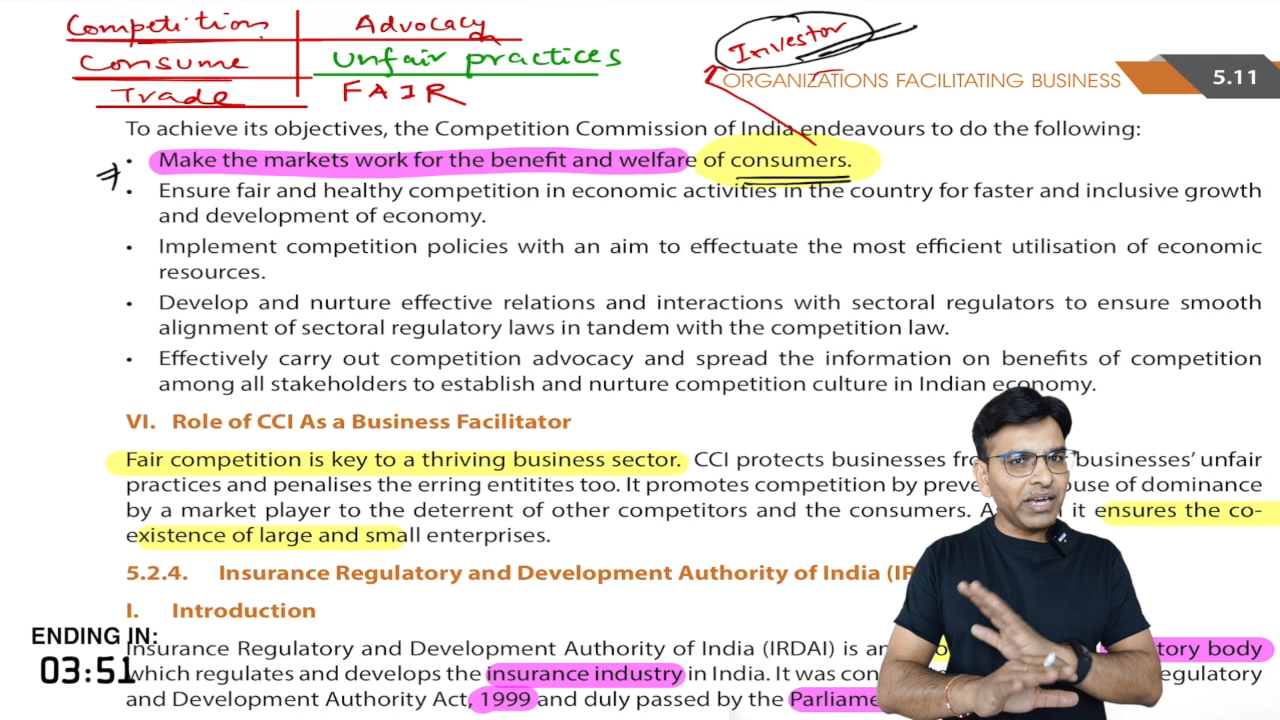 Competition Advocacy
Consume Unfair practices
Trade FAIR
Investor
ORGANIZATIONS FACILITATING BUSINESS 5.11
To achieve its objectives, the Competition Commission of India endeavours to do the following:
• Make the markets work for the benefit and welfare of consumers.
• Ensure fair and healthy competition in economic activities in the country for faster and inclusive growth
and development of economy.
• Implement competition policies with an aim to effectuate the most efficient utilisation of economic
resources.
• Develop and nurture effective relations and interactions with sectoral regulators to ensure smooth
alignment of sectoral regulatory laws in tandem with the competition law.
• Effectively carry out competition advocacy and spread the information on benefits of competition
among all stakeholders to establish and nurture competition culture in Indian economy.
VI. Role of CCI As a Business Facilitator
Fair competition is key to a thriving business sector. CCI protects businesses 'businesses' unfair
practices and penalises the erring entitites too. It promotes competition by use of dominance
by a market player to the deterrent of other competitors and the consumers. it ensures the co-
existence of large and small enterprises.
5.2.4. Insurance Regulatory and Development Authority of India
I. Introduction
ENDING IN:
03:51
Insurance Regulatory and Development Authority of India (IRDAI) is an body
which regulates and develops the insurance industry in India. It was regulatory
and Development Authority Act, 1999 and duly passed by the